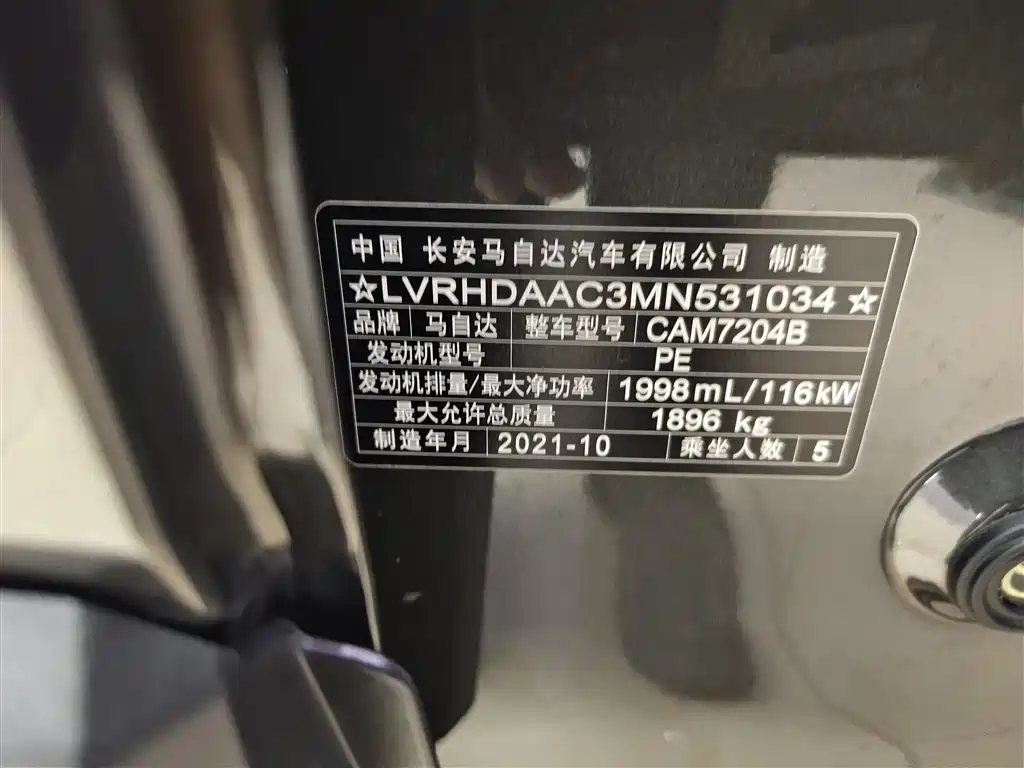 中国 长安马自达汽车有限公司 制造
☆LVRHDAAC3MN531034☆
品牌 马自达 整车型号 CAM7204B
发动机型号 PE
发动机排量/最大净功率 1998mL/116kW
最大允许总质量 1896 kg
制造年月 2021-10 乘坐人数 5